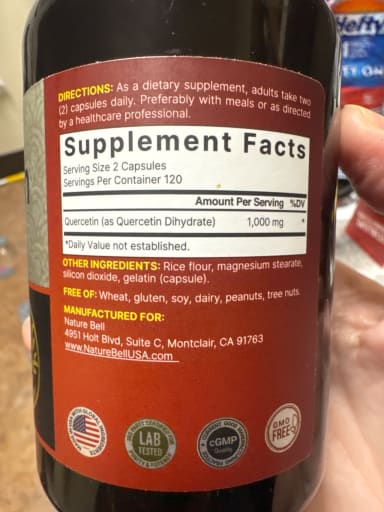 DIRECTIONS: As a dietary supplement, adults take two
(2) capsules daily. Preferably with meals or as directed
by a healthcare professional.
Supplement Facts
Serving Size 2 Capsules
Servings Per Container 120
Amount Per Serving %DV
Quercetin (as Quercetin Dihydrate) 1,000 mg *
*Daily Value not established.
OTHER INGREDIENTS: Rice flour, magnesium stearate,
silicon dioxide, gelatin (capsule).
FREE OF: Wheat, gluten, soy, dairy, peanuts, tree nuts.
MANUFACTURED FOR:
Nature Bell
4951 Holt Blvd, Suite C, Montclair, CA 91763
www.NatureBellUSA.com
LAB
TESTED
cGMP
Quality
GMO
FREE
Hefty